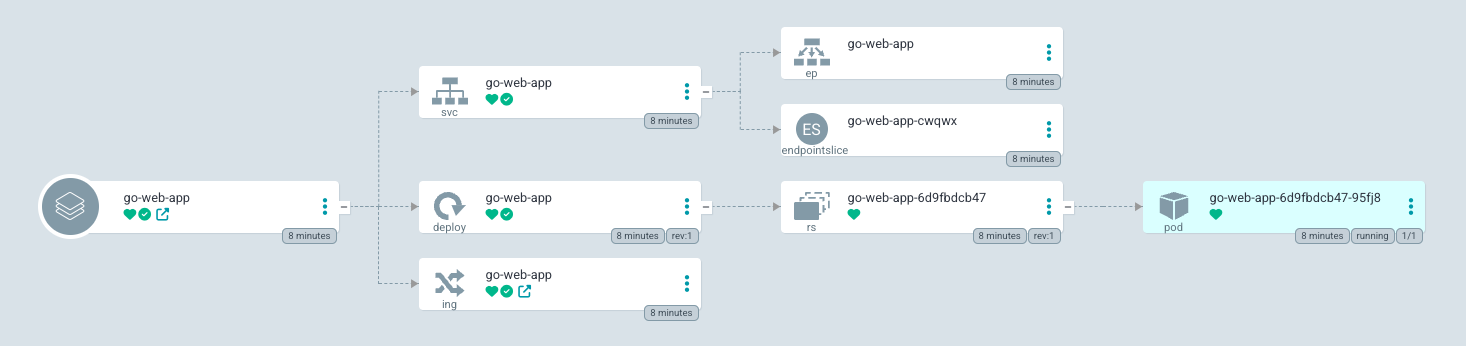 go-web-app
8 minutes
go-web-app
svc
8 minutes
go-web-app
deploy
8 minutes
rev:1
go-web-app
ing
8 minutes
go-web-app
ep
8 minutes
ES
go-web-app-cwqwx
endpointslice
8 minutes
go-web-app-6d9fbdcb47
rs
8 minutes
rev:1
go-web-app-6d9fbdcb47-95fj8
pod
8 minutes
running
1/1